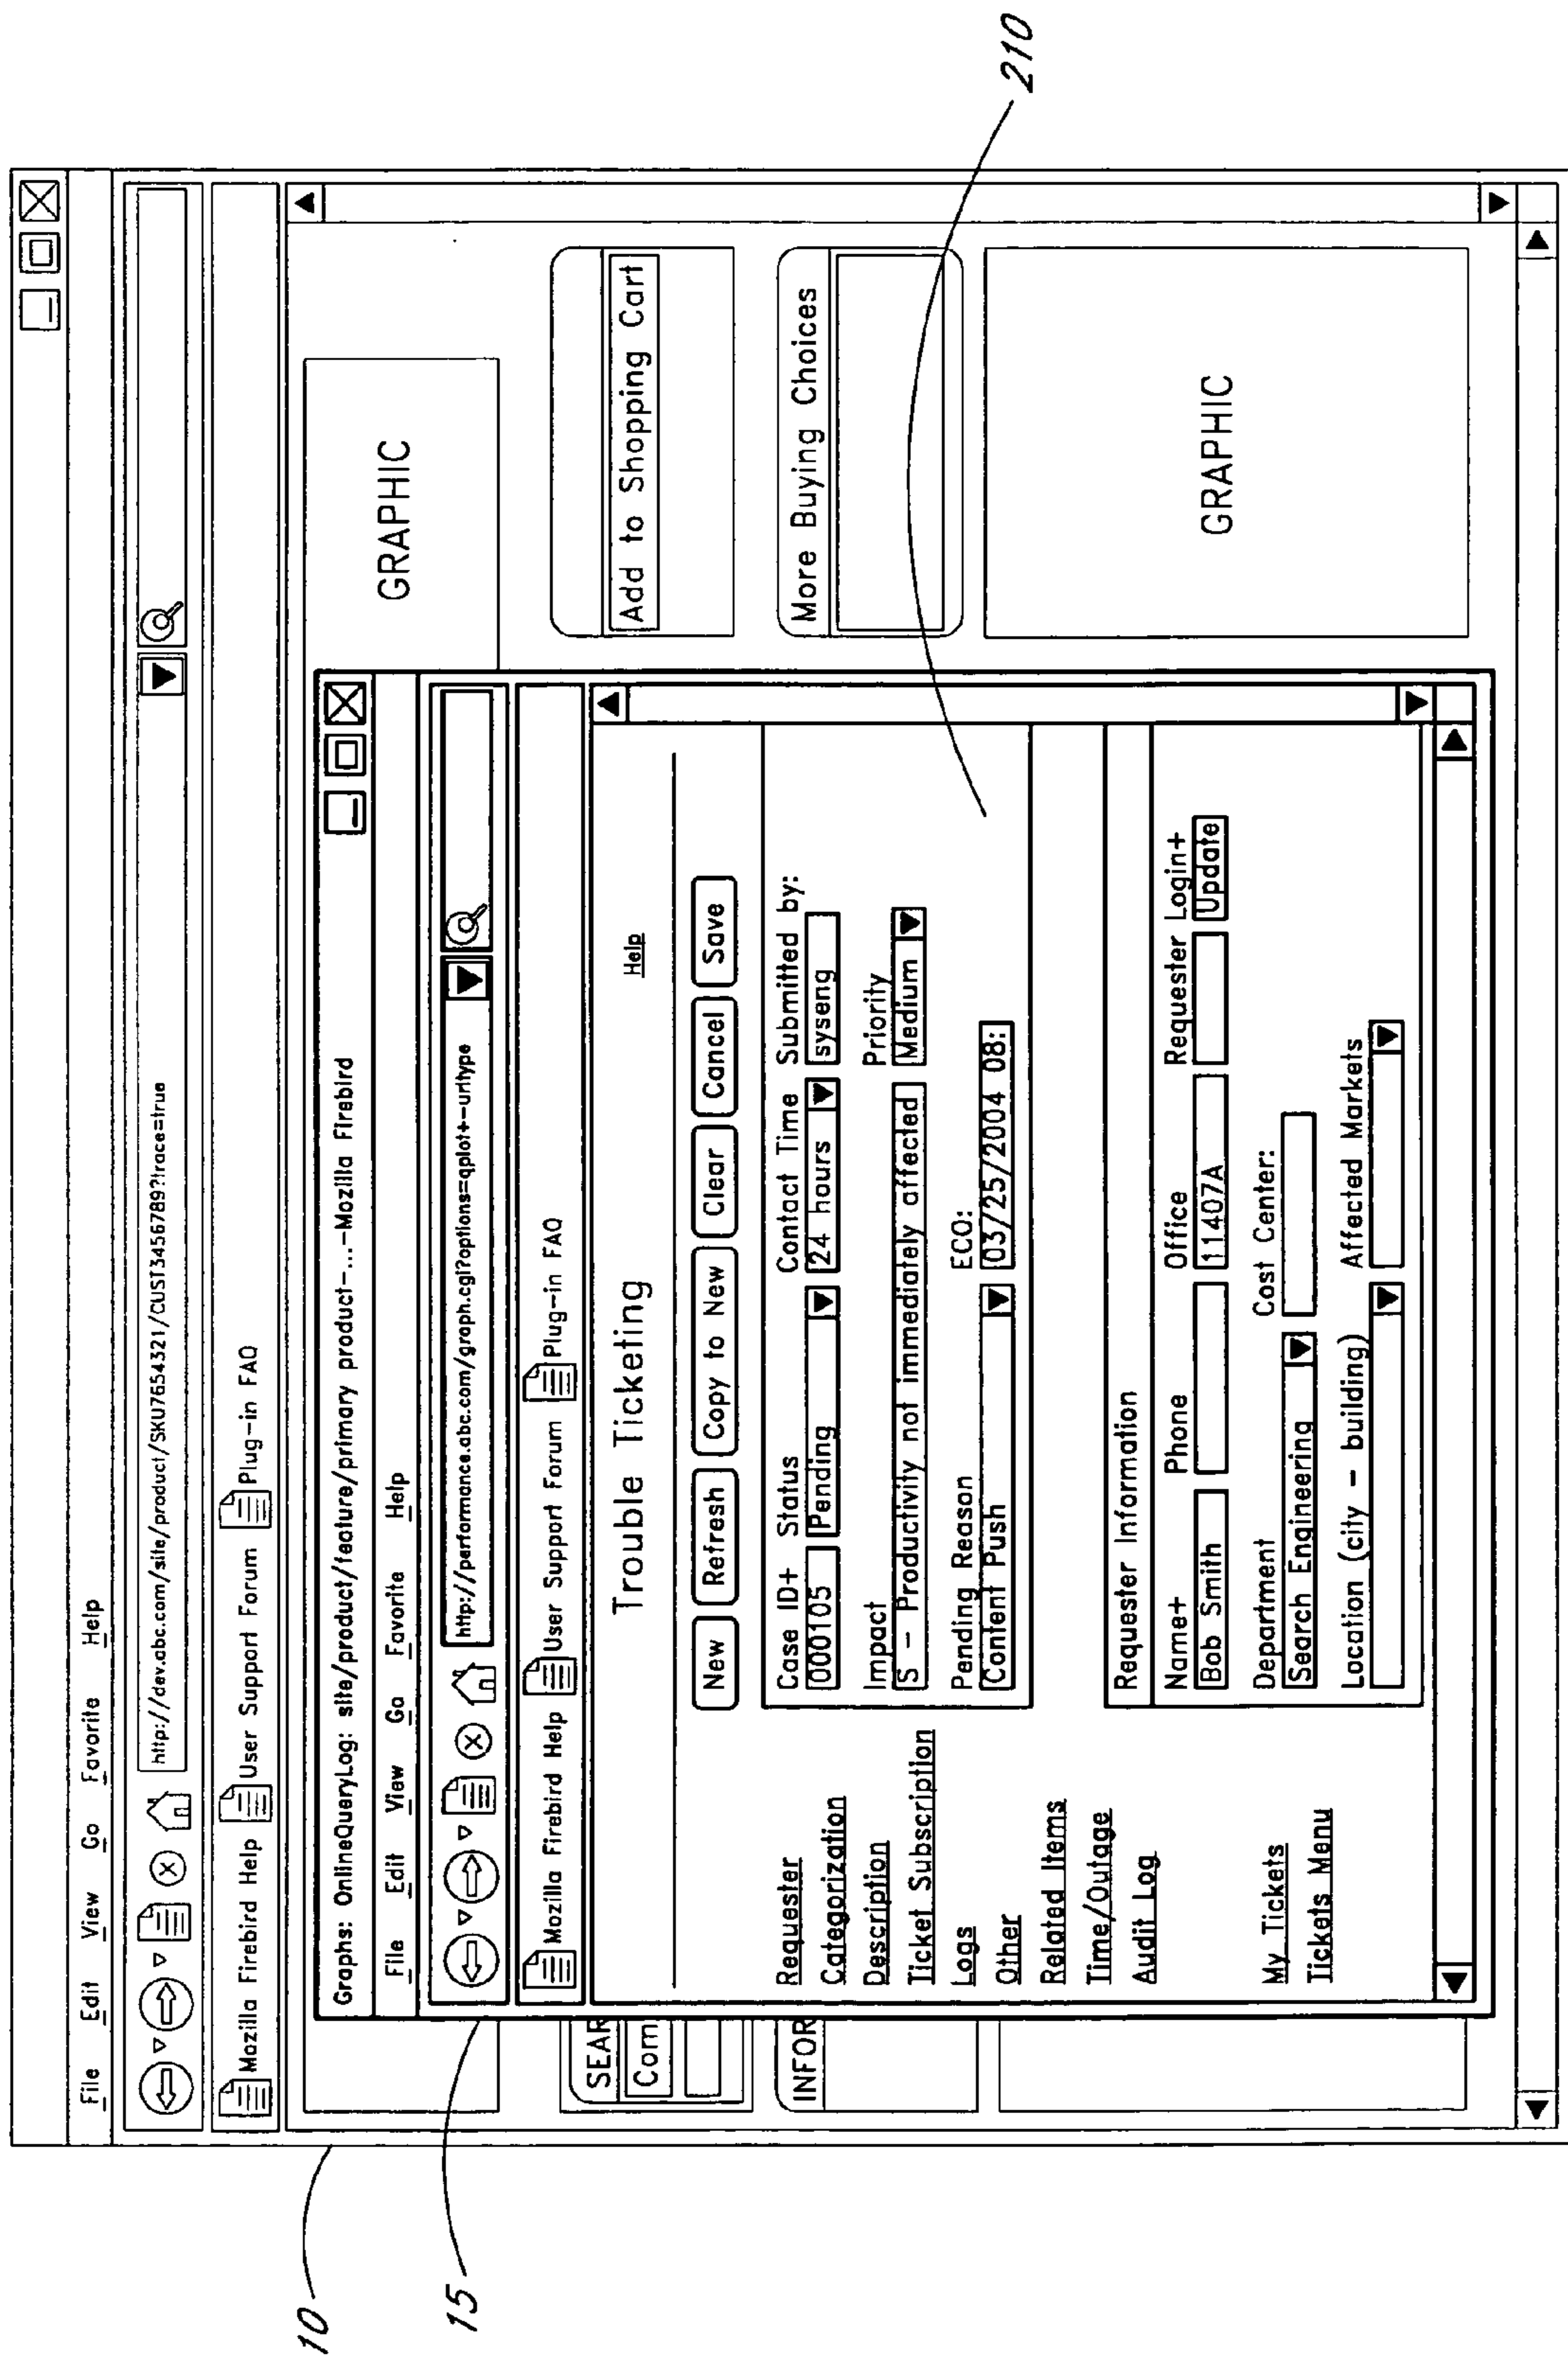 File Edit View Go Favorite Help
http://dev.abc.com/site/product/SKU7654321/CUST3456789?trace=true
Mozilla Firebird Help User Support Forum Plug-in FAQ
GRAPHIC
Graphs: OnlineQueryLog: site/product/feature/primary product-...-Mozilla Firebird
File Edit View Go Favorite Help
http://performance.abc.com/graph.cgi?options=qplot+-urltype
Mozilla Firebird Help User Support Forum Plug-in FAQ
Trouble Ticketing Help
New Refresh Copy to New Clear Cancel Save
Requester
Categorization
Description
Ticket Subscription
Logs
Other
Related Items
Time/Outage
Audit Log
My Tickets
Tickets Menu
Case ID+ Status Contact Time Submitted by:
000105 Pending 24 hours syseng
Impact Priority
S - Productivity not immediately affected Medium
Pending Reason ECO:
Content Push 03/25/2004 08:
Requester Information
Name+ Phone Office Requester Login+
Bob Smith 11407A Update
Department Cost Center:
Search Engineering
Location (city - building) Affected Markets
SEAR
Com
INFOR
Add to Shopping Cart
More Buying Choices
GRAPHIC
10
15
210